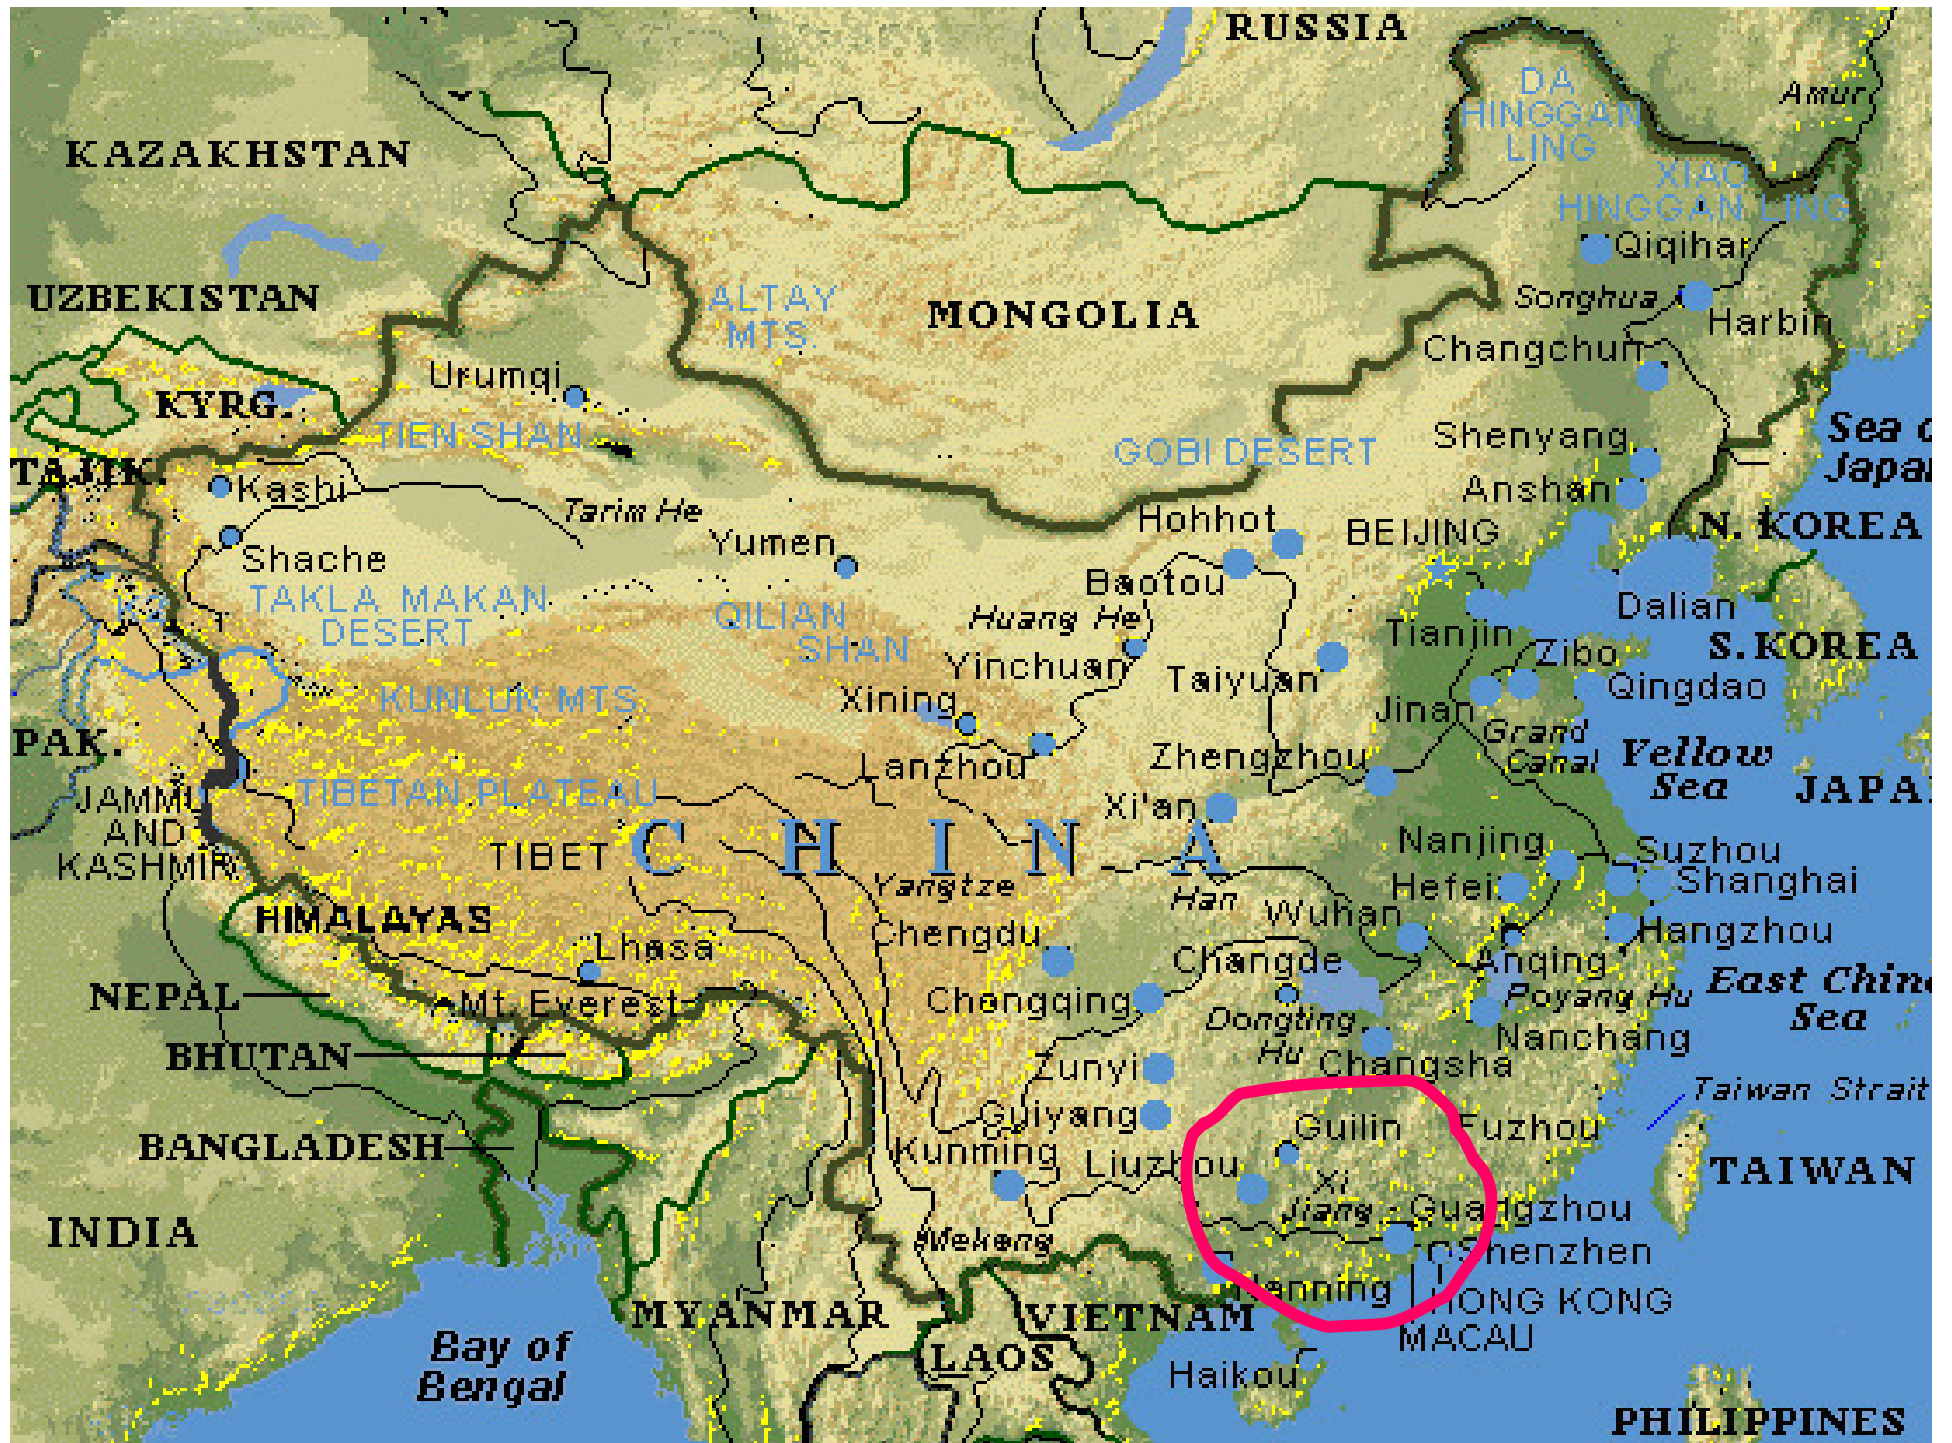 RUSSIA
DA
HINGGAN
LING
Amur
KAZAKHSTAN
XIAO
HINGGAN LING
Qiqihar
UZBEKISTAN
ALTAY
MTS.
MONGOLIA
Songhua
Harbin
Changchun
Urumqi
KYRG.
TIEN SHAN
GOBI DESERT
Shenyang
Sea
Japa
TAJIK.
Kashi
Anshan
Tarim He
Hohhot
BEIJING
N. KOREA
Shache
Yumen
Baotou
K2
TAKLA MAKAN
DESERT
QILIAN
SHAN
Huang He
Dalian
Tianjin
Zibo
S. KOREA
Yinchuan
Taiyuan
Qingdao
KUNLUN MTS
Xining
Jinan
Grand
Canal
PAK.
Lanzhou
Zhengzhou
Yellow
Sea
JAPA
JAMMU
AND
KASHMIR
TIBETAN PLATEAU
Xi'an
TIBET
CHINA
Nanjing
Suzhou
Yangtze
Han
Hefei
Shanghai
HIMALAYAS
Wuhan
Chengdu
Hangzhou
Lhasa
Changde
Anqing
NEPAL
Mt. Everest
Chongqing
Poyang Hu
East Chin
Sea
Dongting
Hu
Nanchang
BHUTAN
Zunyi
Changsha
Taiwan Strait
Guiyang
Guilin
Fuzhou
BANGLADESH
Kunming
Liuzhou
TAIWAN
Xi
Jiang
Guangzhou
INDIA
Mekong
Shenzhen
Nanning
HONG KONG
MACAU
MYANMAR
VIETNAM
Bay of
Bengal
LAOS
Haikou
PHILIPPINES